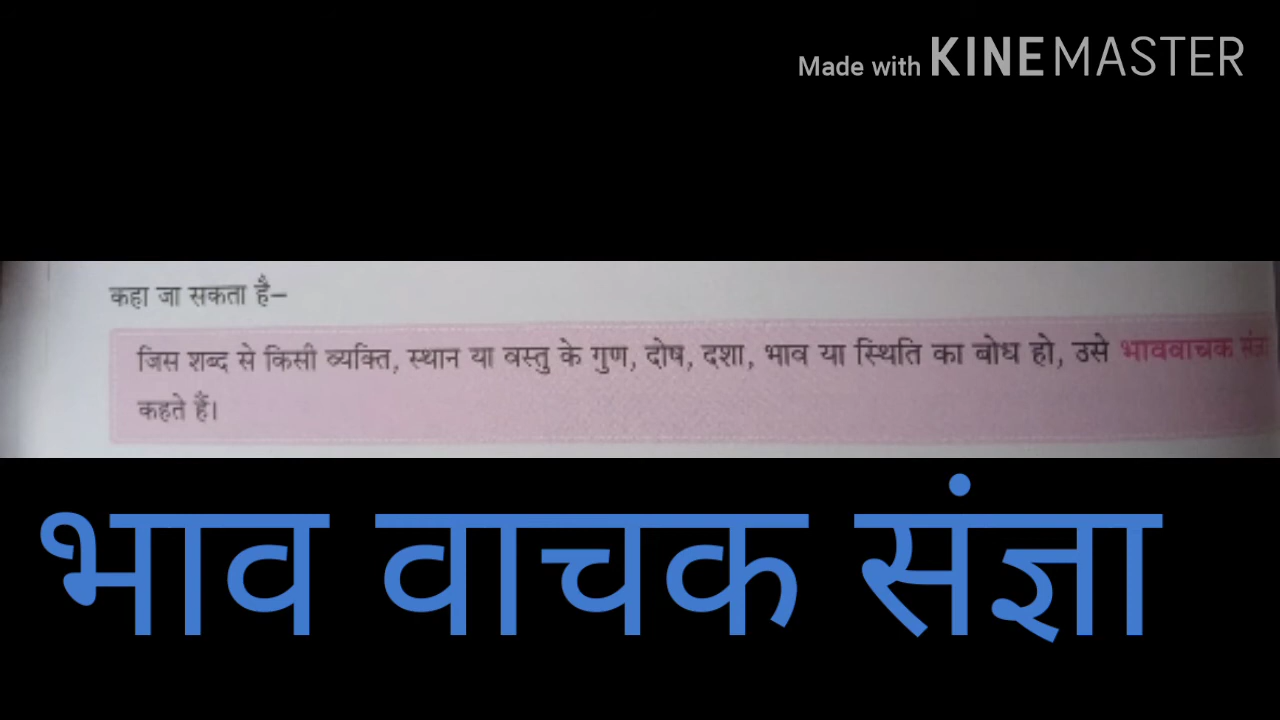 Made with KINEMASTER
कहा जा सकता है–
जिस शब्द से किसी व्यक्ति, स्थान या वस्तु के गुण, दोष, दशा, भाव या स्थिति का बोध हो, उसे भाववाचक
कहते हैं।
भाव वाचक संज्ञा